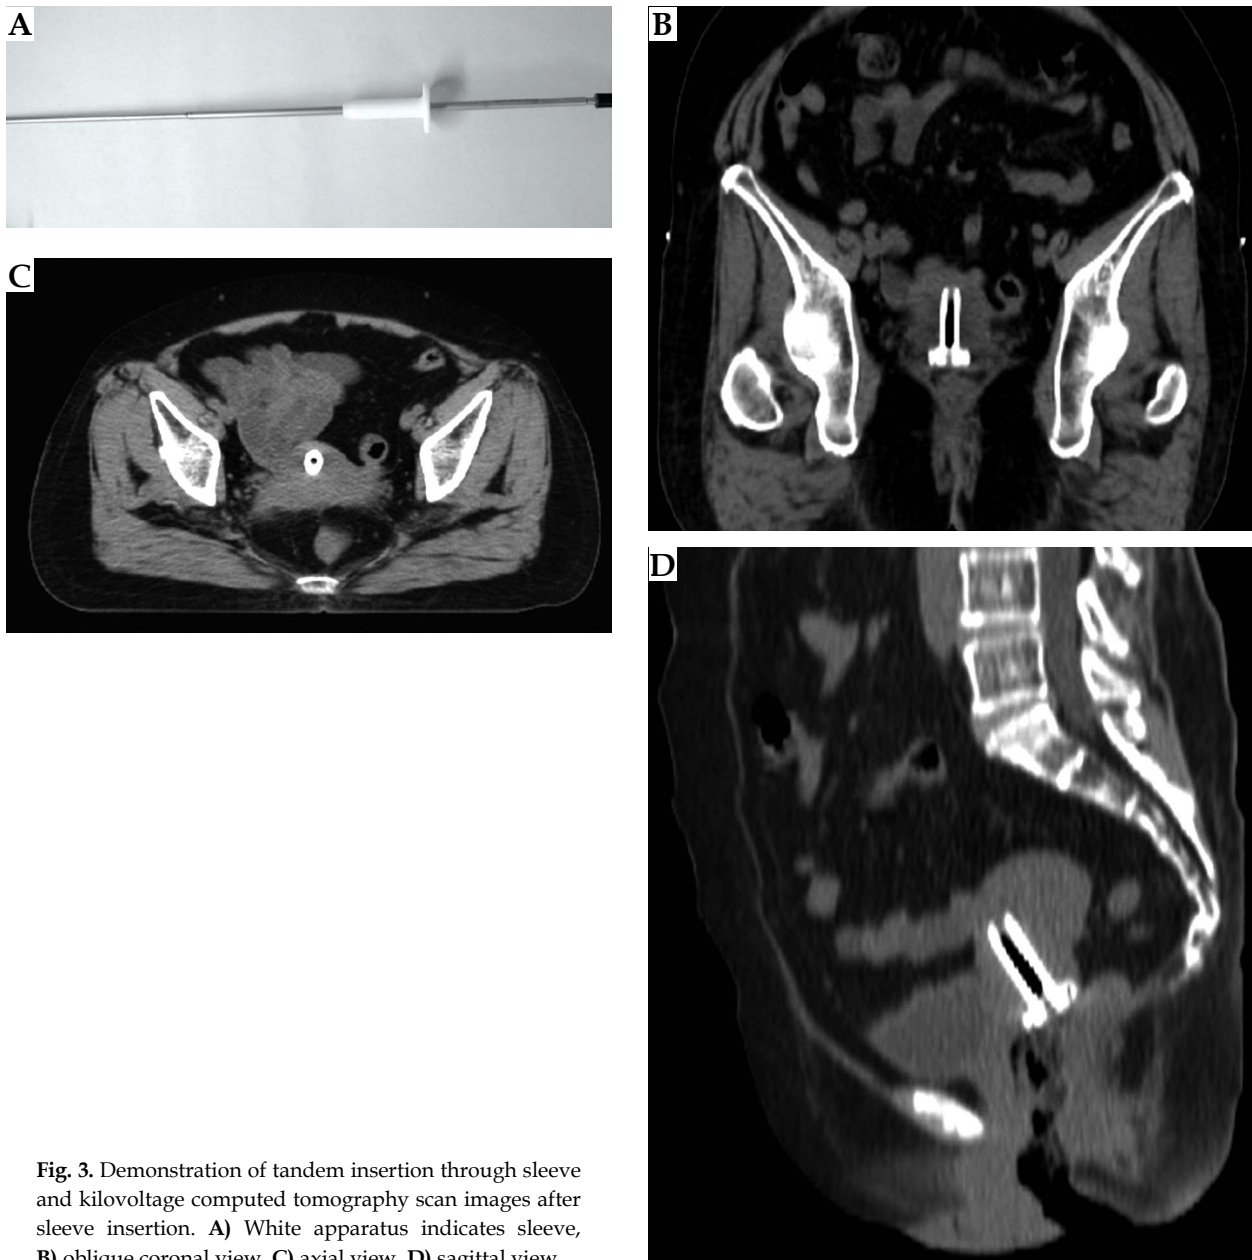 A
B
C
D
Fig. 3. Demonstration of tandem insertion through sleeve
and kilovoltage computed tomography scan images after
sleeve insertion. A) White apparatus indicates sleeve,
B) oblique coronal view, C) axial view, D) sagittal view